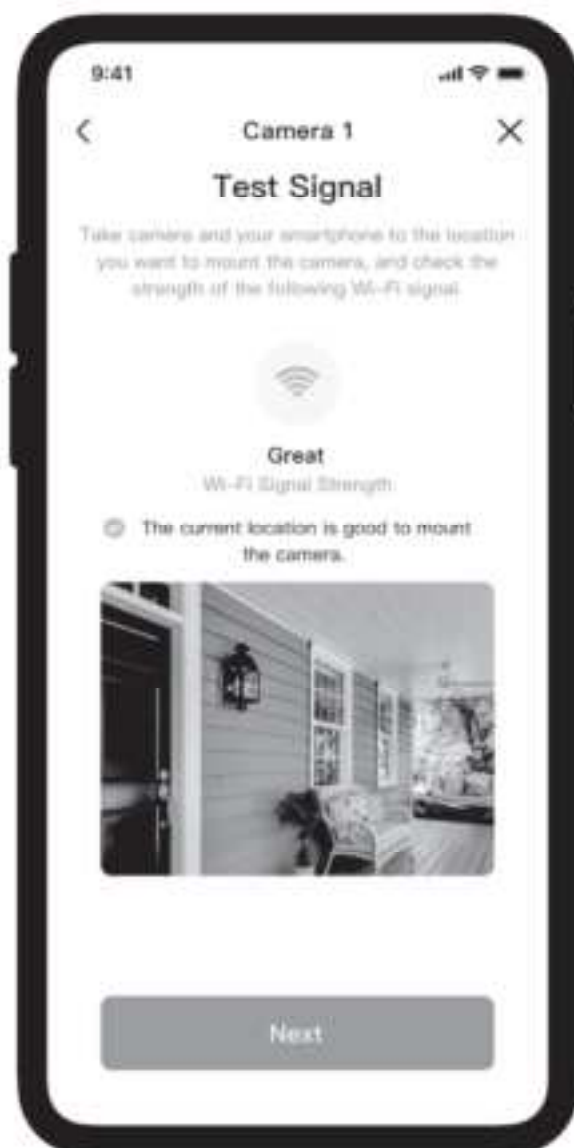 9:41
Camera 1
Test Signal
Take camera and your smartphone to the location
you want to mount the camera, and check the
strength of the following Wi-Fi signal
Great
Wi-Fi Signal Strength
The current location is good to mount
the camera.
Next